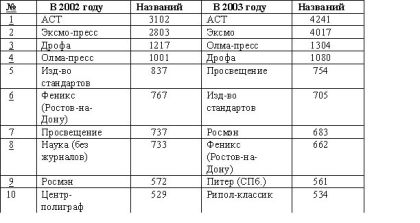 № В 2002 году Названий В 2003 году Названий
1 АСТ 3102 АСТ 4241
2 Эксмо-пресс 2803 Эксмо 4017
3 Дрофа 1217 Олма-пресс 1304
4 Олма-пресс 1001 Дрофа 1080
5 Изд-во стандартов 837 Просвещение 754
6 Феникс (Ростов-на-Дону) 767 Изд-во стандартов 705
7 Просвещение 737 Росмэн 683
8 Наука (без журналов) 733 Феникс (Ростов-на-Дону) 662
9 Росмэн 572 Питер (СПб.) 561
10 Центр-полиграф 529 Рипол-классик 534